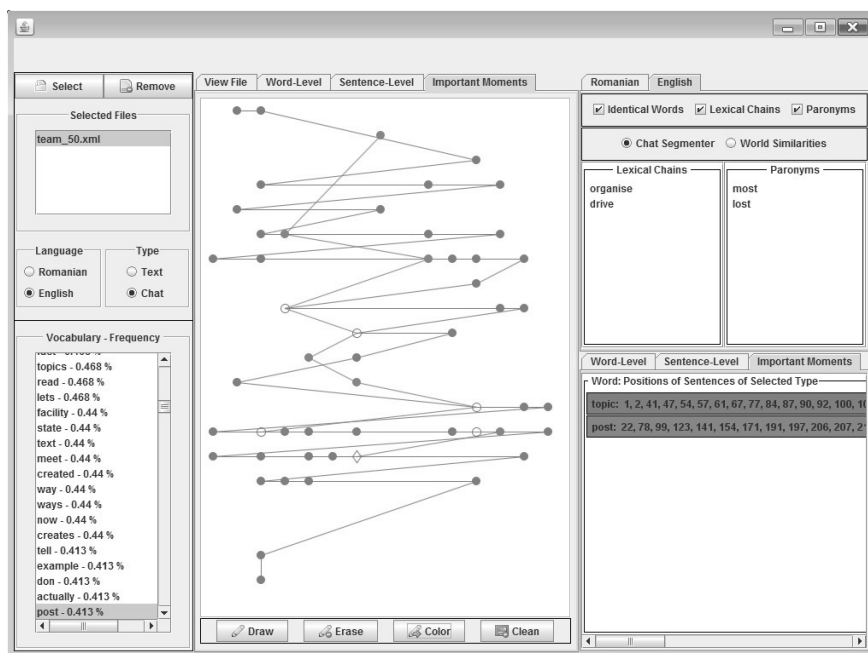 Select Remove
View File Word-Level Sentence-Level Important Moments
Romanian English
Selected Files
team_50.xml
Identical Words Lexical Chains Paronyms
Chat Segmenter World Similarities
Lexical Chains Paronyms
organise most
drive lost
Language Type
Romanian Text
English Chat
Vocabulary - Frequency
topics - 0.468 %
read - 0.468 %
lets - 0.468 %
facility - 0.44 %
state - 0.44 %
text - 0.44 %
meet - 0.44 %
created - 0.44 %
way - 0.44 %
ways - 0.44 %
now - 0.44 %
creates - 0.44 %
tell - 0.413 %
example - 0.413 %
don - 0.413 %
actually - 0.413 %
post - 0.413 %
Word-Level Sentence-Level Important Moments
Word: Positions of Sentences of Selected Type
topic: 1, 2, 41, 47, 54, 57, 61, 67, 77, 84, 87, 90, 92, 100,
post: 22, 78, 99, 123, 141, 154, 171, 191, 197, 206, 207,
Draw Erase Color Clean